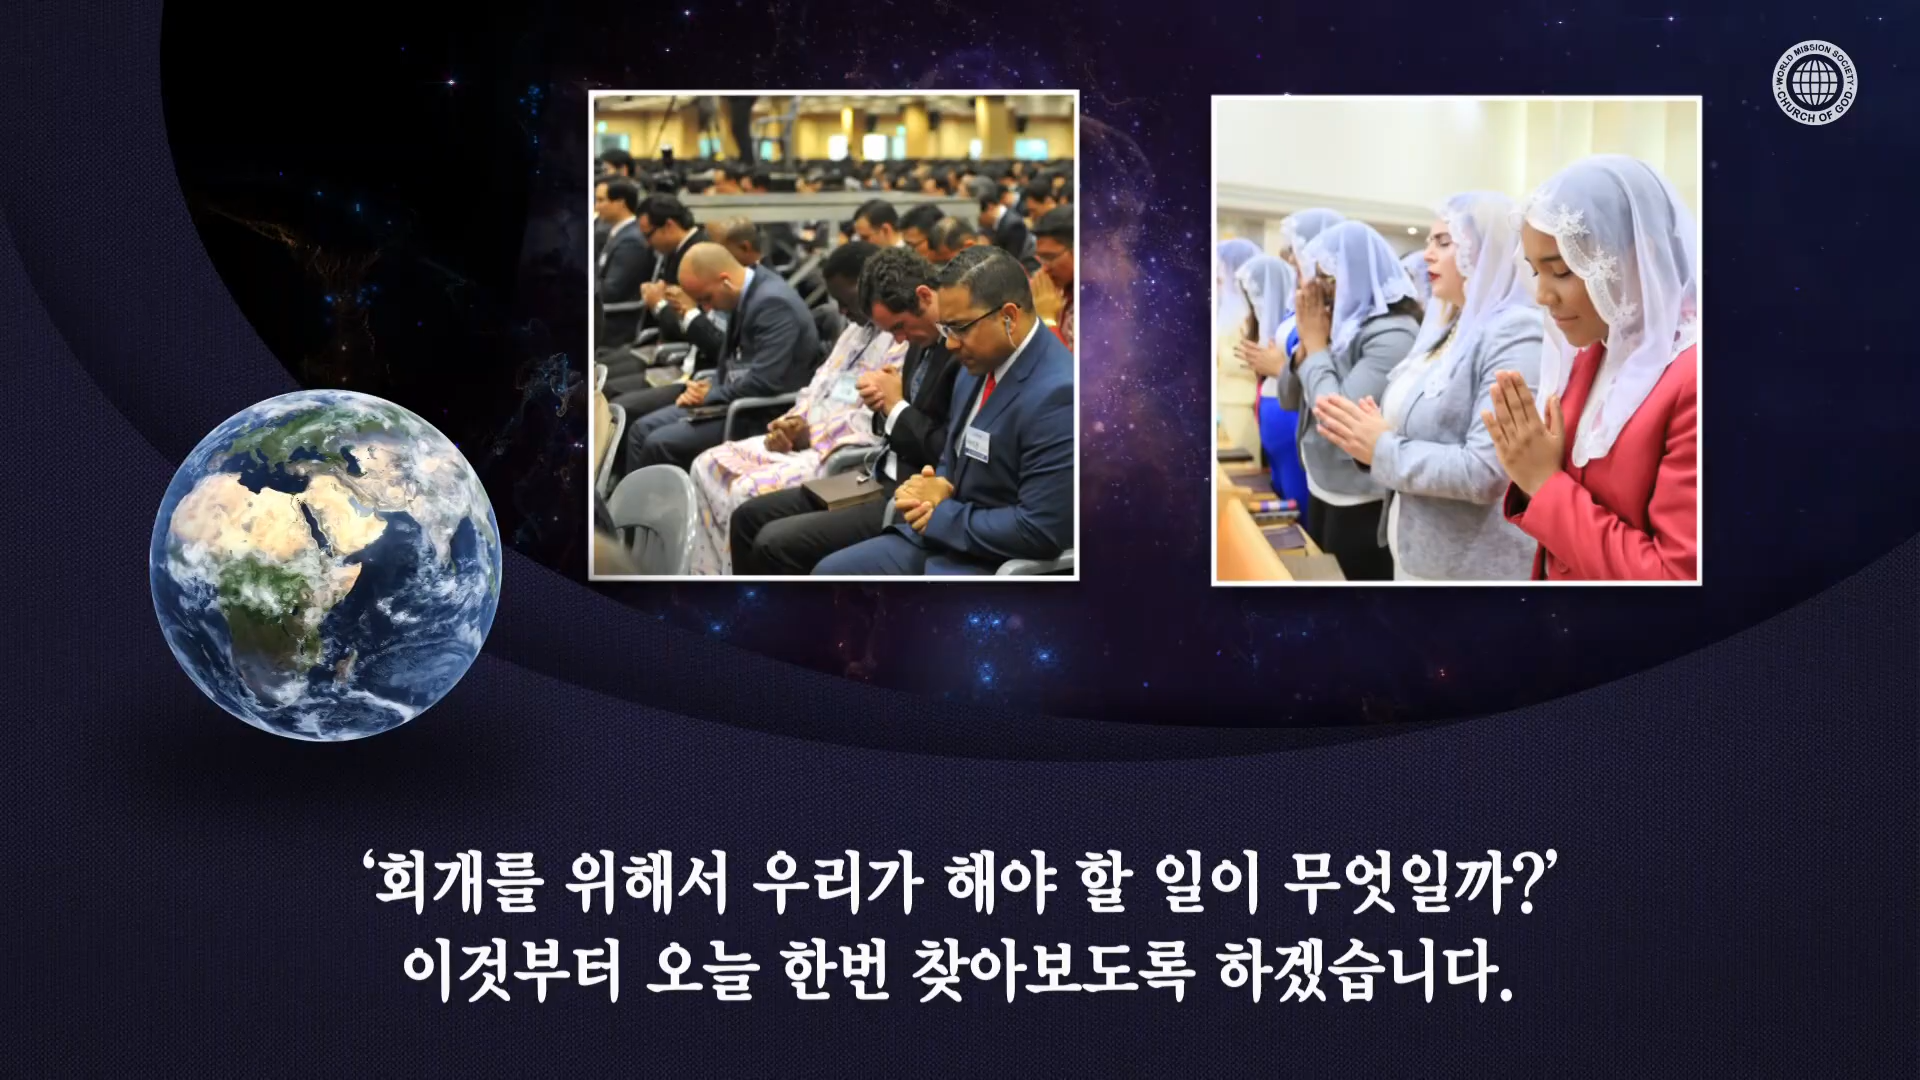 WORLD MISSION SOCIETY
CHURCH OF GOD
‘회개를 위해서 우리가 해야 할 일이 무엇일까?’
이것부터 오늘 한번 찾아보도록 하겠습니다.